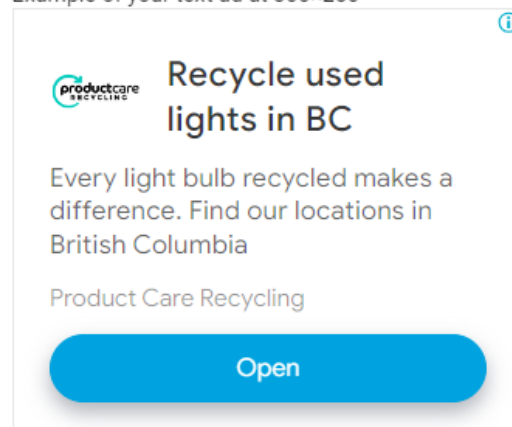 productcare
RECYCLING
Recycle used
lights in BC
Every light bulb recycled makes a
difference. Find our locations in
British Columbia
Product Care Recycling
Open